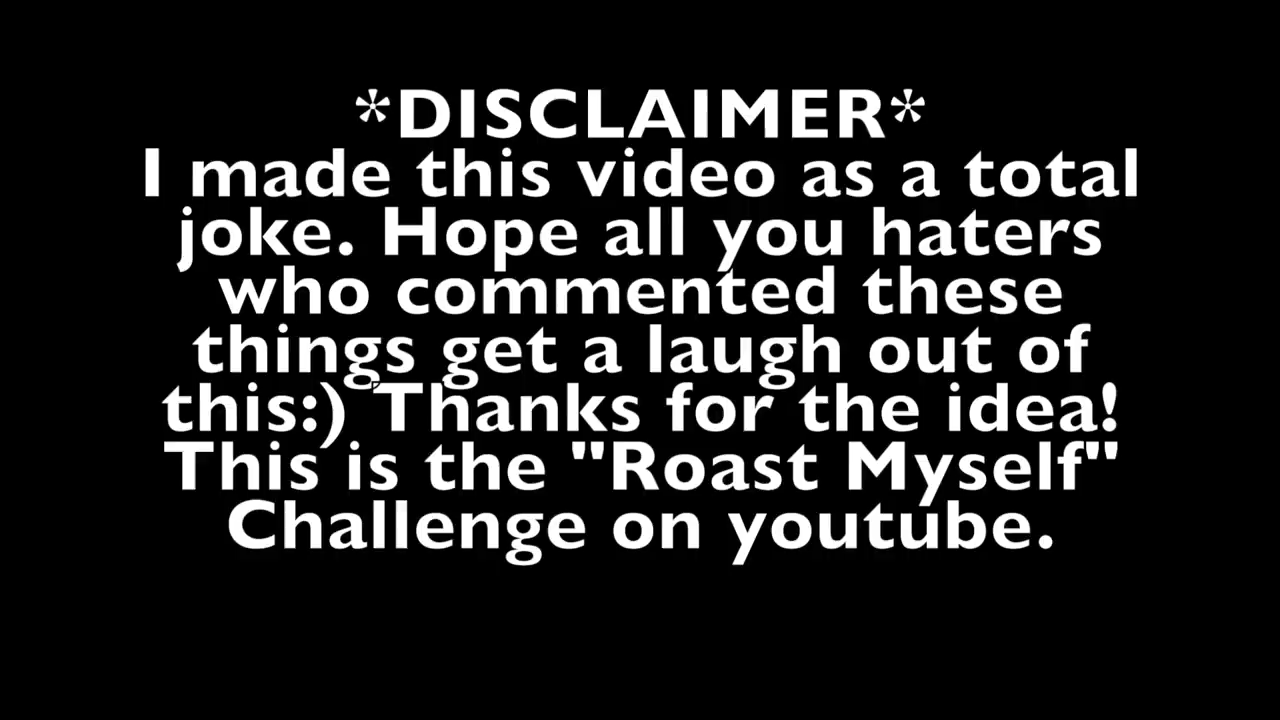 *DISCLAIMER*
I made this video as a total
joke. Hope all you haters
who commented these
things get a laugh out of
this:) Thanks for the idea!
This is the "Roast Myself"
Challenge on youtube.